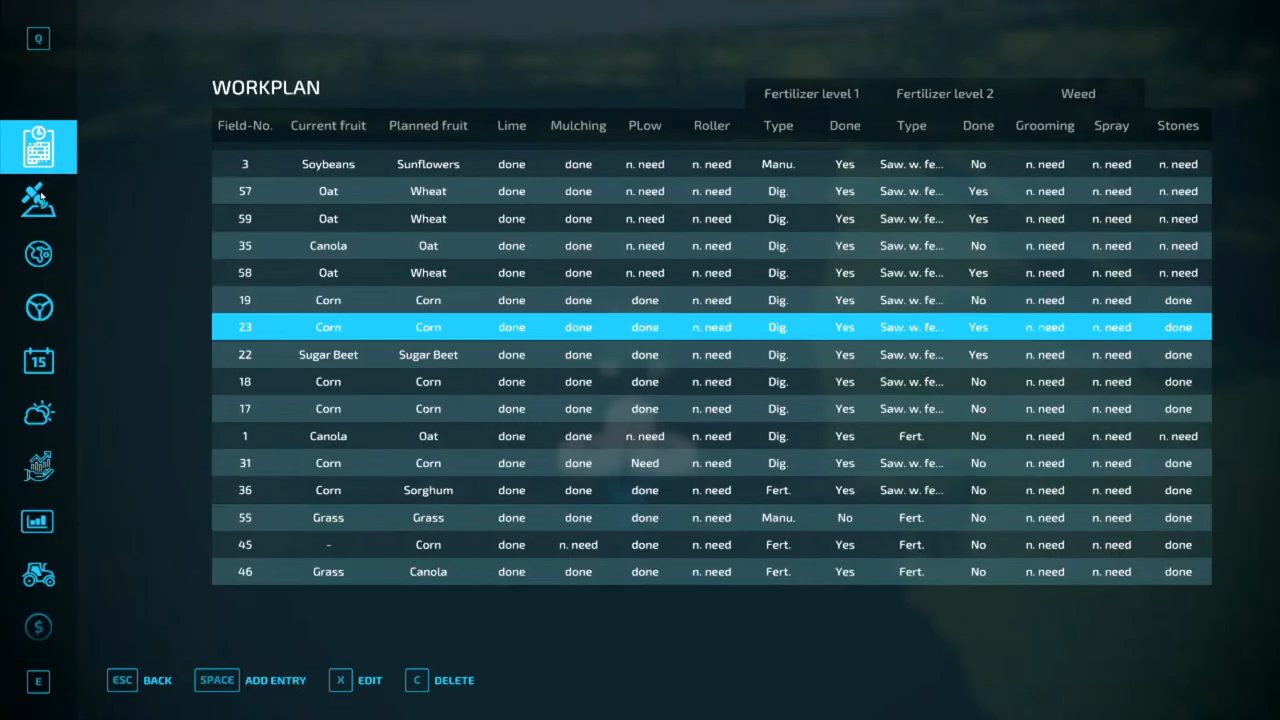 Q
WORKPLAN
Fertilizer level 1 Fertilizer level 2 Weed
Field-No. Current fruit Planned fruit Lime Mulching PLow Roller Type Done Type Done Grooming Spray Stones
3 Soybeans Sunflowers done done n. need n. need Manu. Yes Saw. w. fe... No n. need n. need n. need
57 Oat Wheat done done n. need n. need Dig. Yes Saw. w. fe... Yes n. need n. need n. need
59 Oat Wheat done done n. need n. need Dig. Yes Saw. w. fe... Yes n. need n. need n. need
35 Canola Oat done done n. need n. need Dig. Yes Saw. w. fe... No n. need n. need n. need
58 Oat Wheat done done n. need n. need Dig. Yes Saw. w. fe... Yes n. need n. need n. need
19 Corn Corn done done done n. need Dig. Yes Saw. w. fe... No n. need n. need done
23 Corn Corn done done done n. need Dig. Yes Saw. w. fe... Yes n. need n. need done
22 Sugar Beet Sugar Beet done done done n. need Dig. Yes Saw. w. fe... Yes n. need n. need done
18 Corn Corn done done done n. need Dig. Yes Saw. w. fe... No n. need n. need done
17 Corn Corn done done done n. need Dig. Yes Saw. w. fe... No n. need n. need done
1 Canola Oat done done n. need n. need Dig. Yes Fert. No n. need n. need n. need
31 Corn Corn done done Need n. need Dig. Yes Saw. w. fe... No n. need n. need done
36 Corn Sorghum done done done n. need Fert. Yes Saw. w. fe... No n. need n. need done
55 Grass Grass done done done n. need Manu. No Fert. No n. need n. need done
45 - Corn done n. need done n. need Fert. Yes Fert. No n. need n. need done
46 Grass Canola done done done n. need Fert. Yes Fert. No n. need n. need done
15
$
E
ESC BACK SPACE ADD ENTRY X EDIT C DELETE